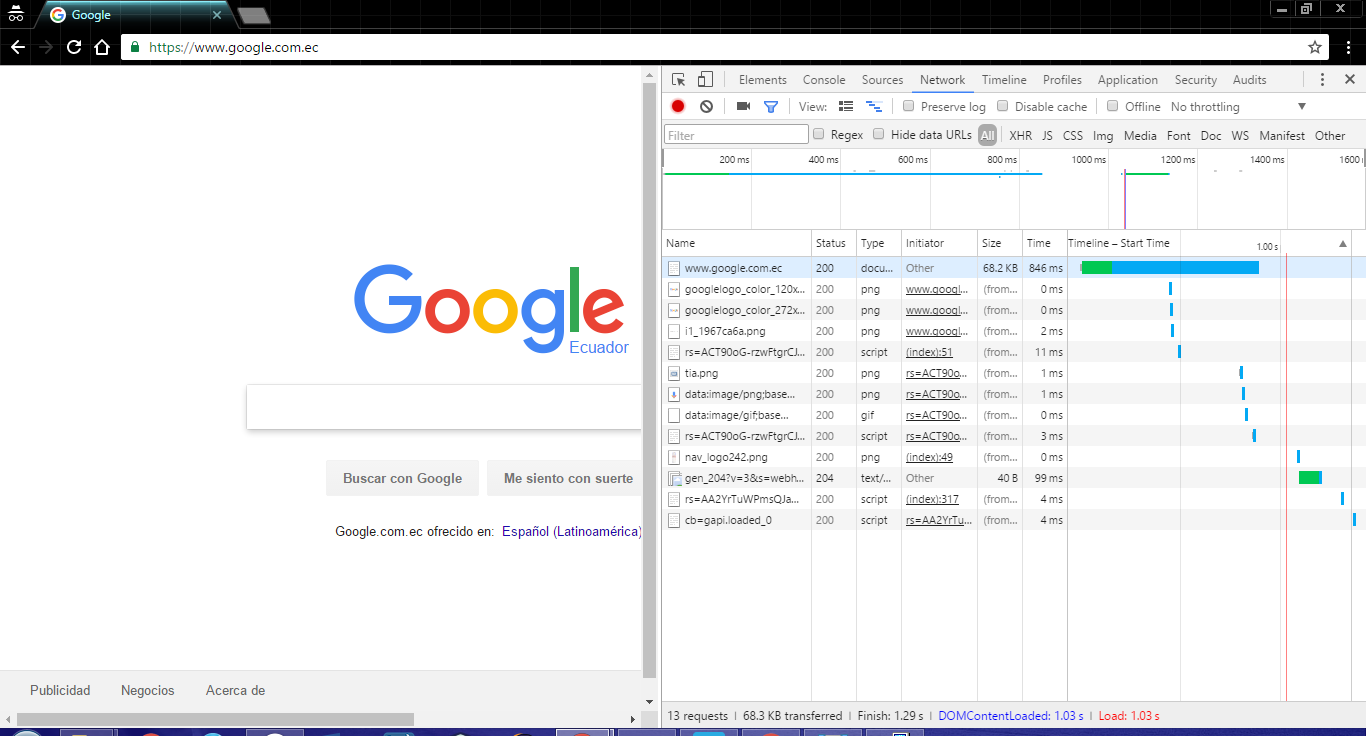 Google
https://www.google.com.ec
Google
Ecuador
Buscar con Google
Me siento con suerte
Google.com.ec ofrecido en: Español (Latinoamérica)
Publicidad Negocios Acerca de
Elements Console Sources Network Timeline Profiles Application Security Audits
View: Preserve log Disable cache Offline No throttling
Filter Regex Hide data URLs All XHR JS CSS Img Media Font Doc WS Manifest Other
200 ms 400 ms 600 ms 800 ms 1000 ms 1200 ms 1400 ms 1600
Name Status Type Initiator Size Time Timeline – Start Time 1.00 s
www.google.com.ec 200 docu... Other 68.2 KB 846 ms
googlelogo_color_120x... 200 png www.googl... (from... 0 ms
googlelogo_color_272x... 200 png www.googl... (from... 0 ms
i1_1967ca6a.png 200 png www.googl... (from... 2 ms
rs=ACT90oG-rzwFtgrCJ... 200 script (index):51 (from... 11 ms
tia.png 200 png rs=ACT90o... (from... 1 ms
data:image/png;base... 200 png rs=ACT90o... (from... 1 ms
data:image/gif;base... 200 gif rs=ACT90o... (from... 0 ms
rs=ACT90oG-rzwFtgrCJ... 200 script rs=ACT90o... (from... 3 ms
nav_logo242.png 200 png (index):49 (from... 0 ms
gen_204?v=3&s=webh... 204 text/... Other 40 B 99 ms
rs=AA2YrTuWPmsQJa... 200 script (index):317 (from... 4 ms
cb=gapi.loaded_0 200 script rs=AA2YrTu... (from... 4 ms
13 requests | 68.3 KB transferred | Finish: 1.29 s | DOMContentLoaded: 1.03 s | Load: 1.03 s